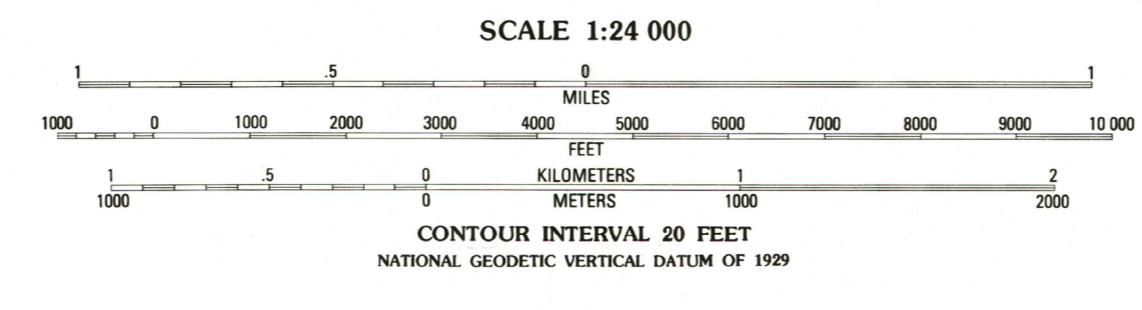 SCALE 1:24 000
1 .5 0 1
MILES
1000 0 1000 2000 3000 4000 5000 6000 7000 8000 9000 10 000
FEET
1 .5 0 KILOMETERS 1 2
1000 0 METERS 1000 2000
CONTOUR INTERVAL 20 FEET
NATIONAL GEODETIC VERTICAL DATUM OF 1929